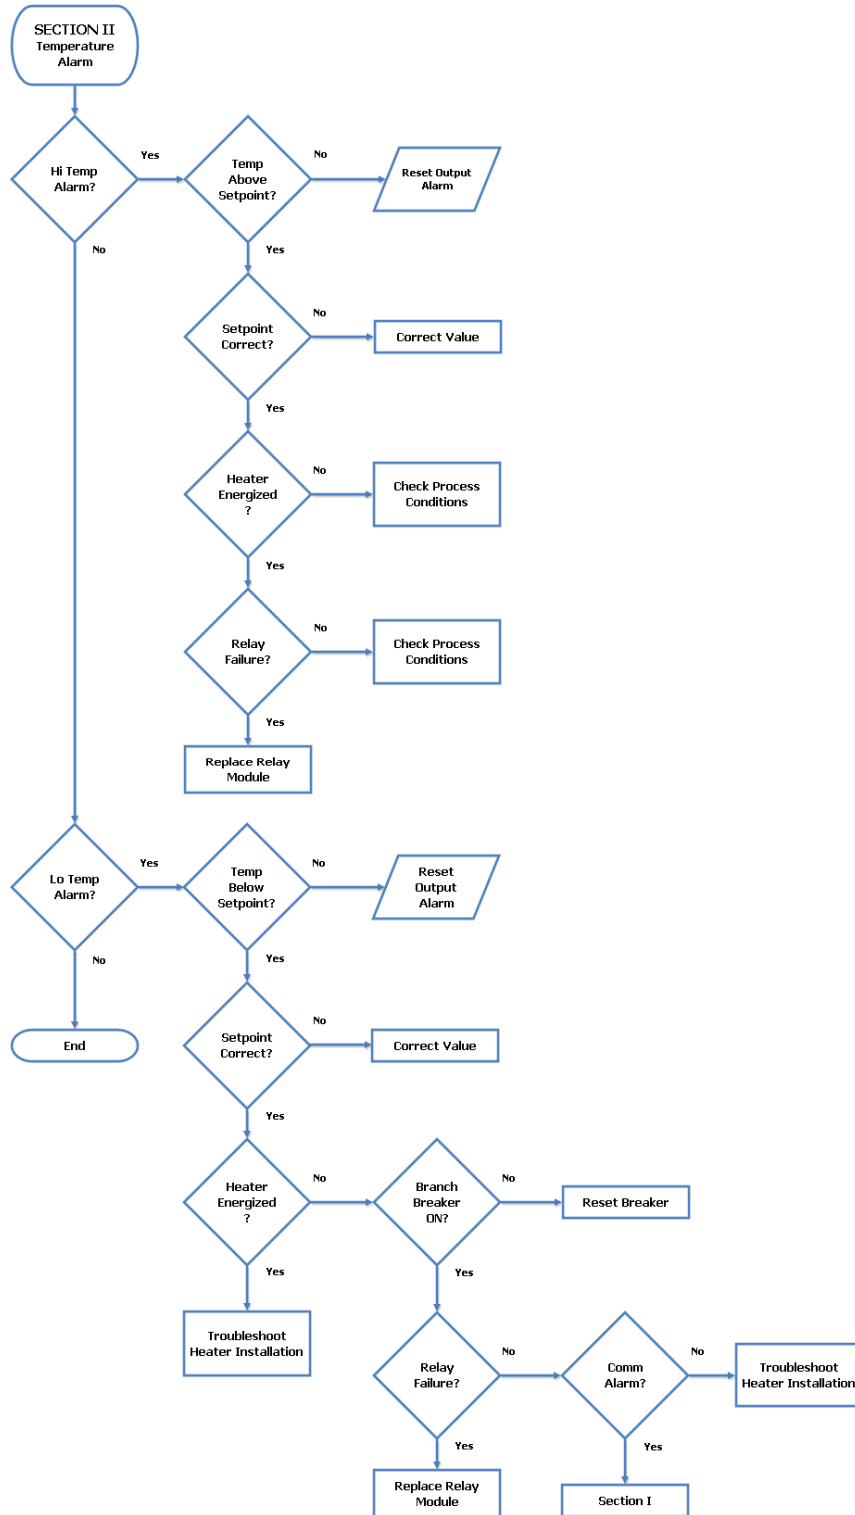 SECTION II
Temperature
Alarm
Hi Temp
Alarm?
Yes
Temp
Above
Setpoint?
No
Reset Output
Alarm
No
Yes
Setpoint
Correct?
No
Correct Value
Yes
Heater
Energized
?
No
Check Process
Conditions
Yes
Relay
Failure?
No
Check Process
Conditions
Yes
Replace Relay
Module
Lo Temp
Alarm?
Yes
Temp
Below
Setpoint?
No
Reset
Output
Alarm
No
Yes
End
Setpoint
Correct?
No
Correct Value
Yes
Heater
Energized
?
No
Branch
Breaker
ON?
No
Reset Breaker
Yes
Yes
Troubleshoot
Heater Installation
Relay
Failure?
No
Comm
Alarm?
No
Troubleshoot
Heater Installation
Yes
Yes
Replace Relay
Module
Section I